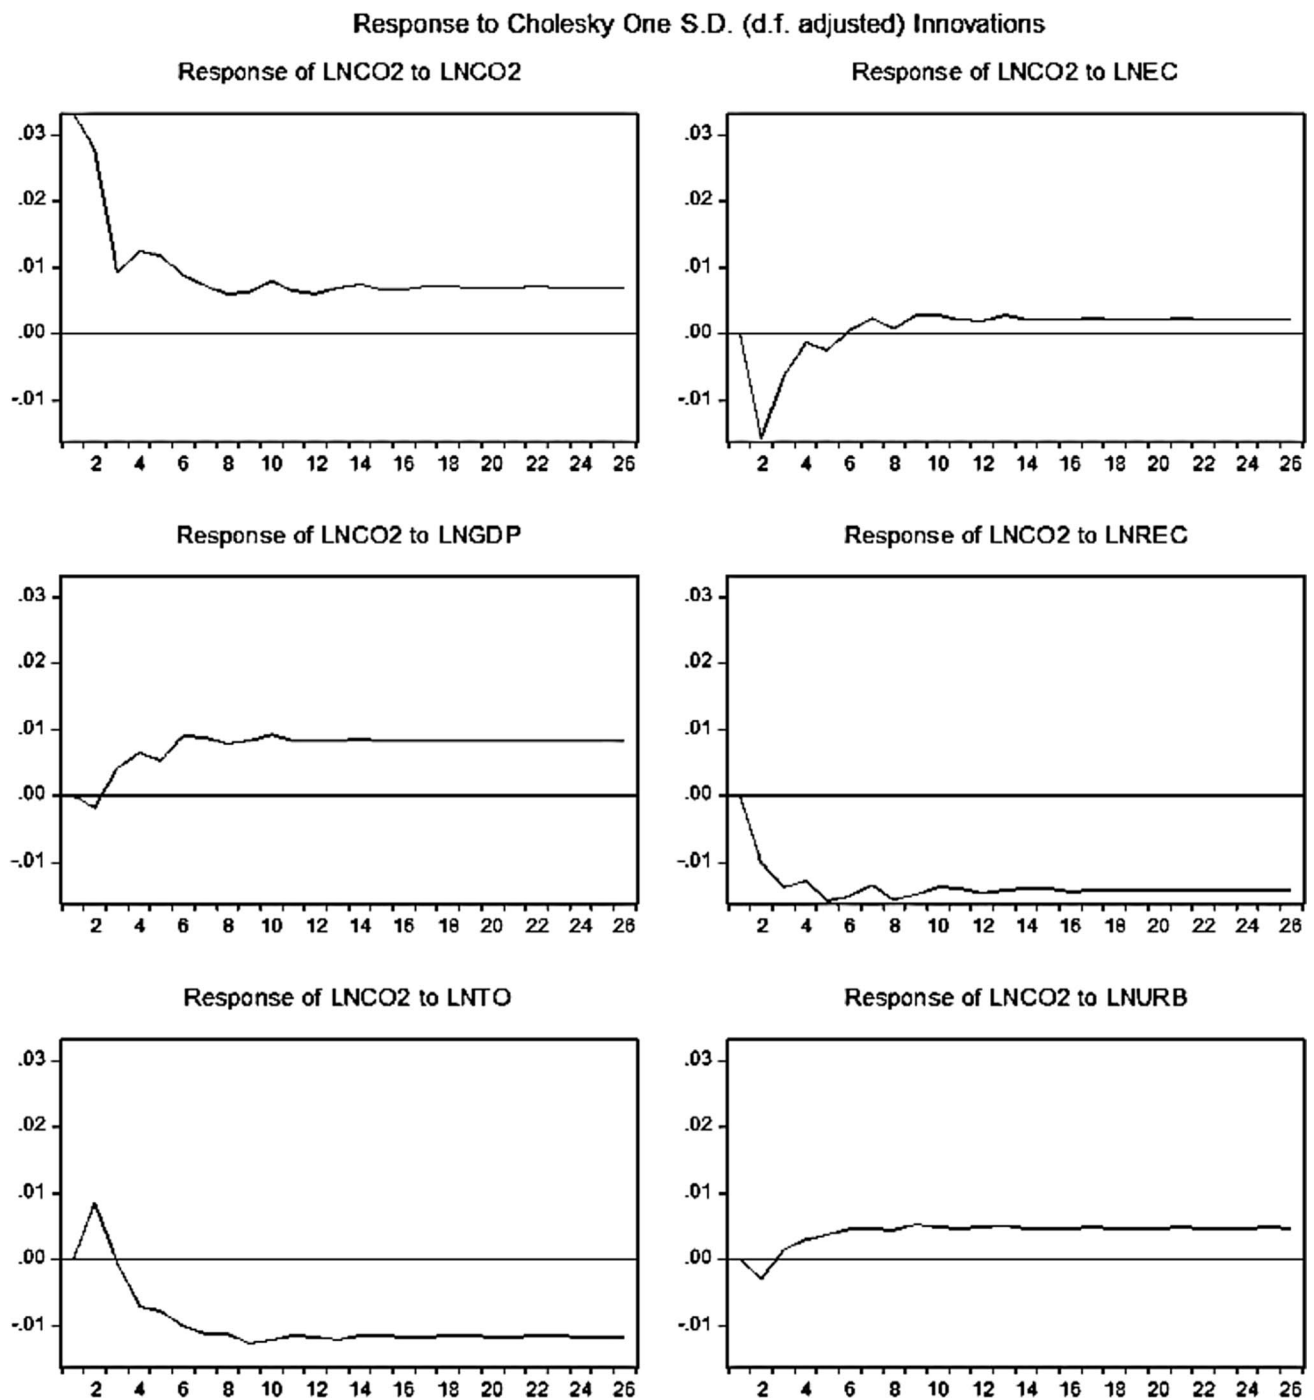 Response to Cholesky One S.D. (d.f. adjusted) Innovations
Response of LNCO2 to LNCO2
.03
.02
.01
.00
-.01
2 4 6 8 10 12 14 16 18 20 22 24 26
Response of LNCO2 to LNEC
.03
.02
.01
.00
-.01
2 4 6 8 10 12 14 16 18 20 22 24 26
Response of LNCO2 to LNGDP
.03
.02
.01
.00
-.01
2 4 6 8 10 12 14 16 18 20 22 24 26
Response of LNCO2 to LNREC
.03
.02
.01
.00
-.01
2 4 6 8 10 12 14 16 18 20 22 24 26
Response of LNCO2 to LNTO
.03
.02
.01
.00
-.01
2 4 6 8 10 12 14 16 18 20 22 24 26
Response of LNCO2 to LNURB
.03
.02
.01
.00
-.01
2 4 6 8 10 12 14 16 18 20 22 24 26